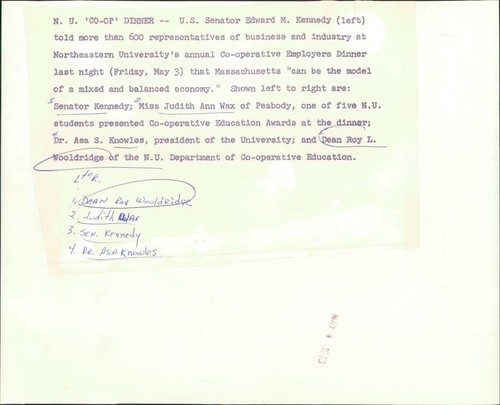 N. U. 'CO-OP' DINNER -- U.S. Senator Edward M. Kennedy (left)
told more than 600 representatives of business and industry at
Northeastern University's annual Co-operative Employers Dinner
last night (Friday, May 3) that Massachusetts "can be the model
of a mixed and balanced economy." Shown left to right are:
Senator Kennedy; Miss Judith Ann Wax of Peabody, one of five N.U.
students presented Co-operative Education Awards at the dinner;
Dr. Asa S. Knowles, president of the University; and Dean Roy L.
Wooldridge of the N.U. Department of Co-operative Education.
L to R.
1. DEAN Roy Wooldridge
2. Judith WAX
3. SEN. Kennedy
4. DR. ASA Knowles
MAY